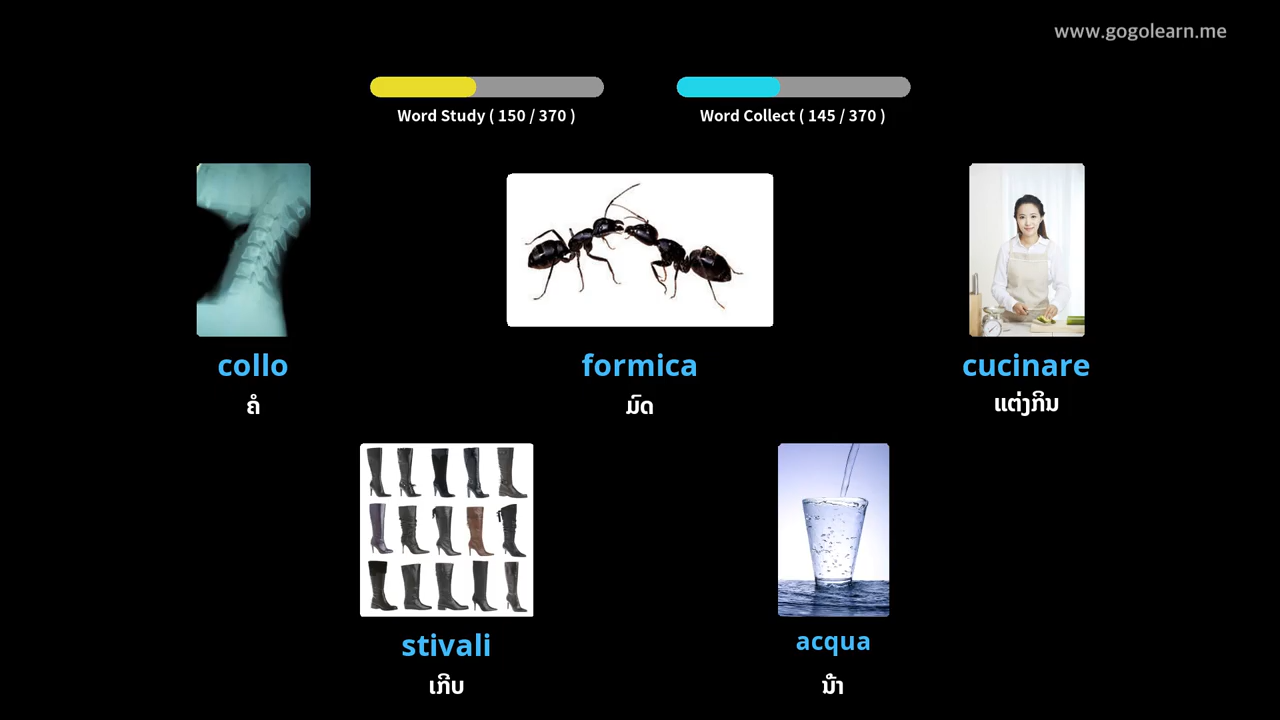 www.gogolearn.me
Word Study ( 150 / 370 )
Word Collect ( 145 / 370 )
collo
ຄໍ
formica
ມົດ
cucinare
ແຕ່ງກິນ
stivali
ເກີບ
acqua
ນ້ໍາ